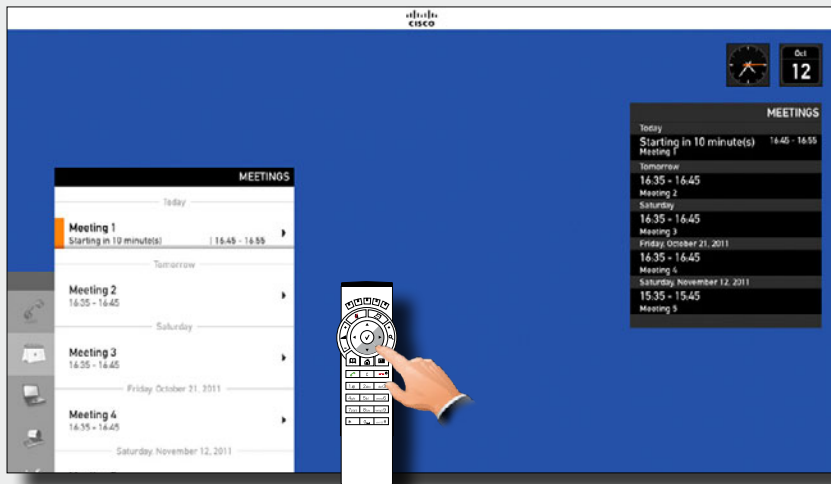 CISCO
Oct
12
MEETINGS
Today
Starting in 10 minute(s) 16:45 - 16:55
Meeting 1
Tomorrow
16:35 - 16:45
Meeting 2
Saturday
16:35 - 16:45
Meeting 3
Friday, October 21, 2011
16:35 - 16:45
Meeting 4
Saturday, November 12, 2011
15:35 - 15:45
Meeting 5
MEETINGS
Today
Meeting 1
Starting in 10 minute(s) | 16:45 - 16:55
Tomorrow
Meeting 2
16:35 - 16:45
Saturday
Meeting 3
16:35 - 16:45
Friday, October 21, 2011
Meeting 4
16:35 - 16:45
Saturday, November 12, 2011